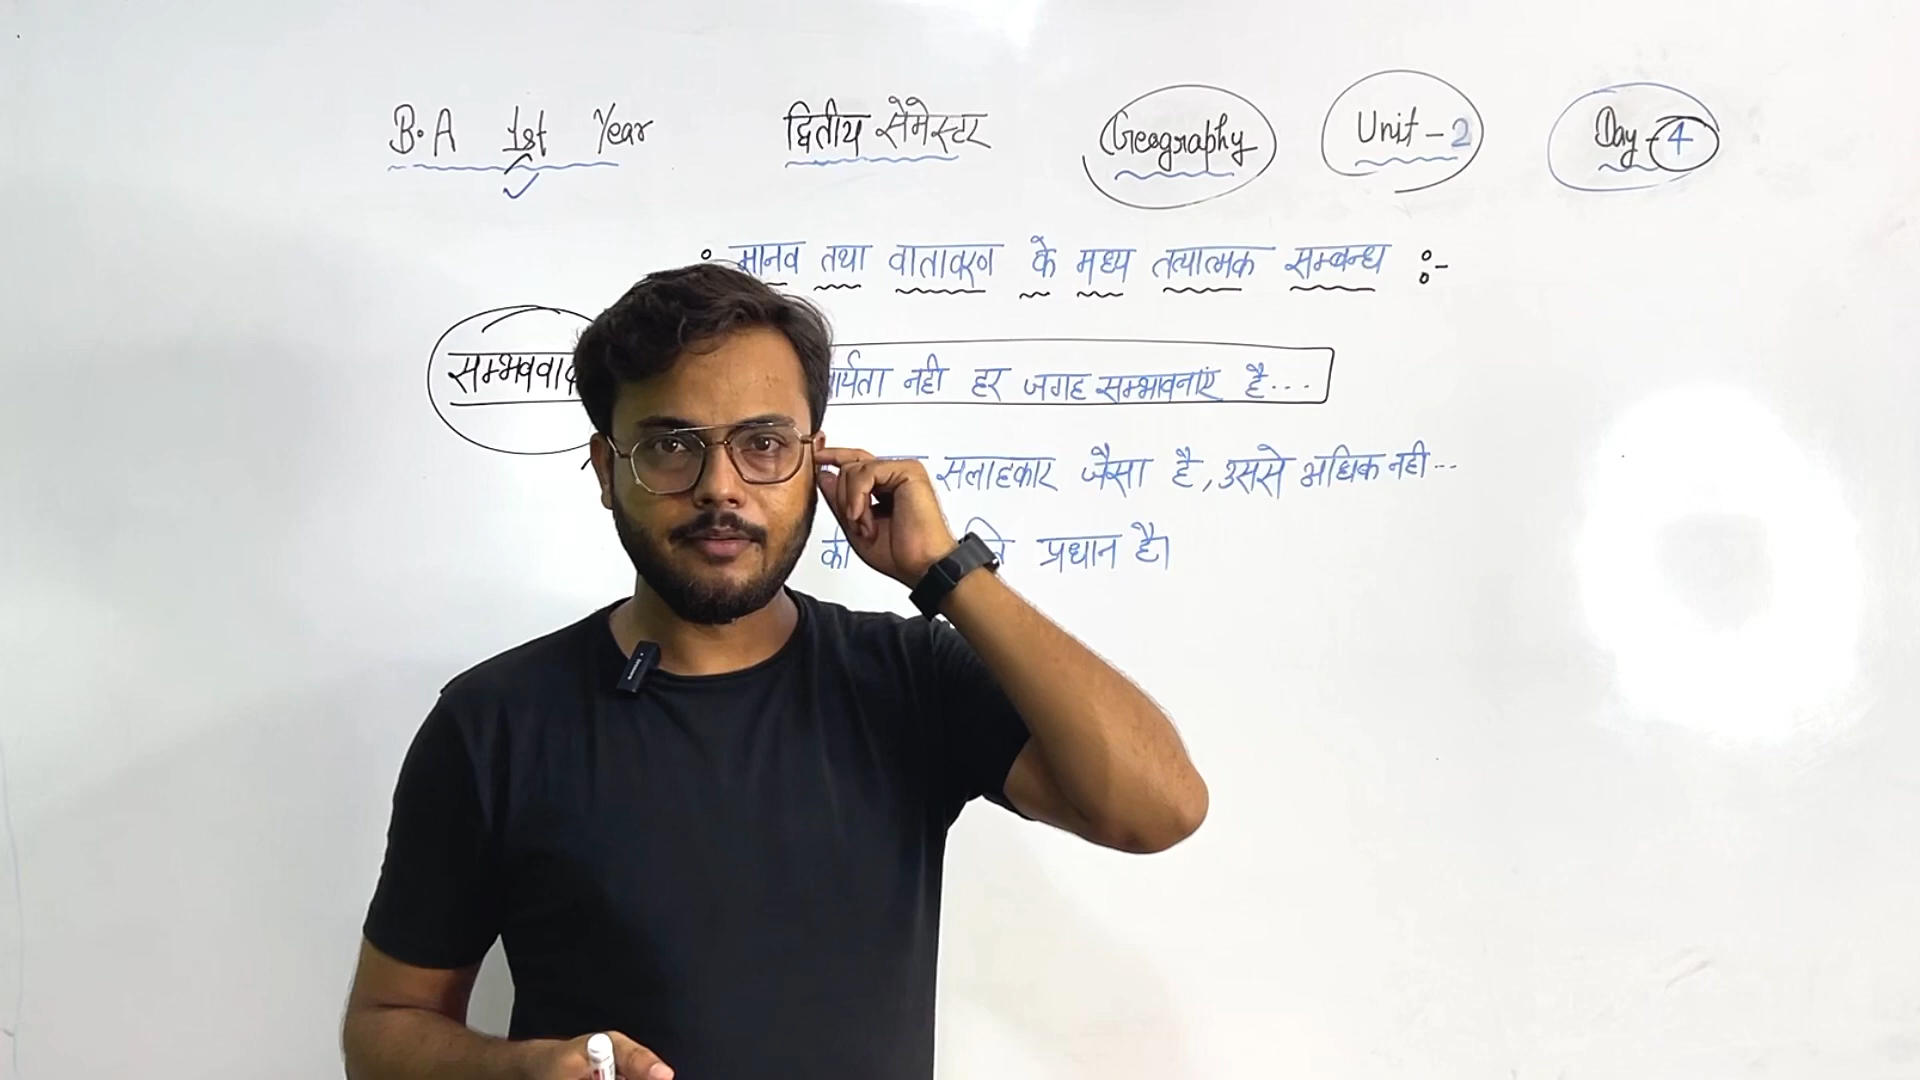 B.A 1st Year द्वितीय सेमेस्टर Geography Unit - 2 Day - 4
: मानव तथा वातावरण के मध्य तत्यात्मक सम्बन्ध :-
सम्भववाद नही हर जगह सम्भावनाएं है...
सलाहकार जैसा है, उससे अधिक नही --
प्रधान है।